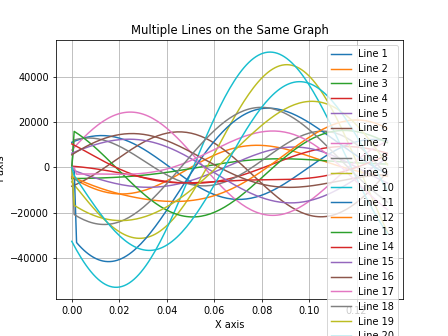 Multiple Lines on the Same Graph
40000
20000
0
−20000
−40000
0.00
0.02
0.04
0.06
0.08
0.10
X axis
Line 1
Line 2
Line 3
Line 4
Line 5
Line 6
Line 7
Line 8
Line 9
Line 10
Line 11
Line 12
Line 13
Line 14
Line 15
Line 16
Line 17
Line 18
Line 19
Line 20